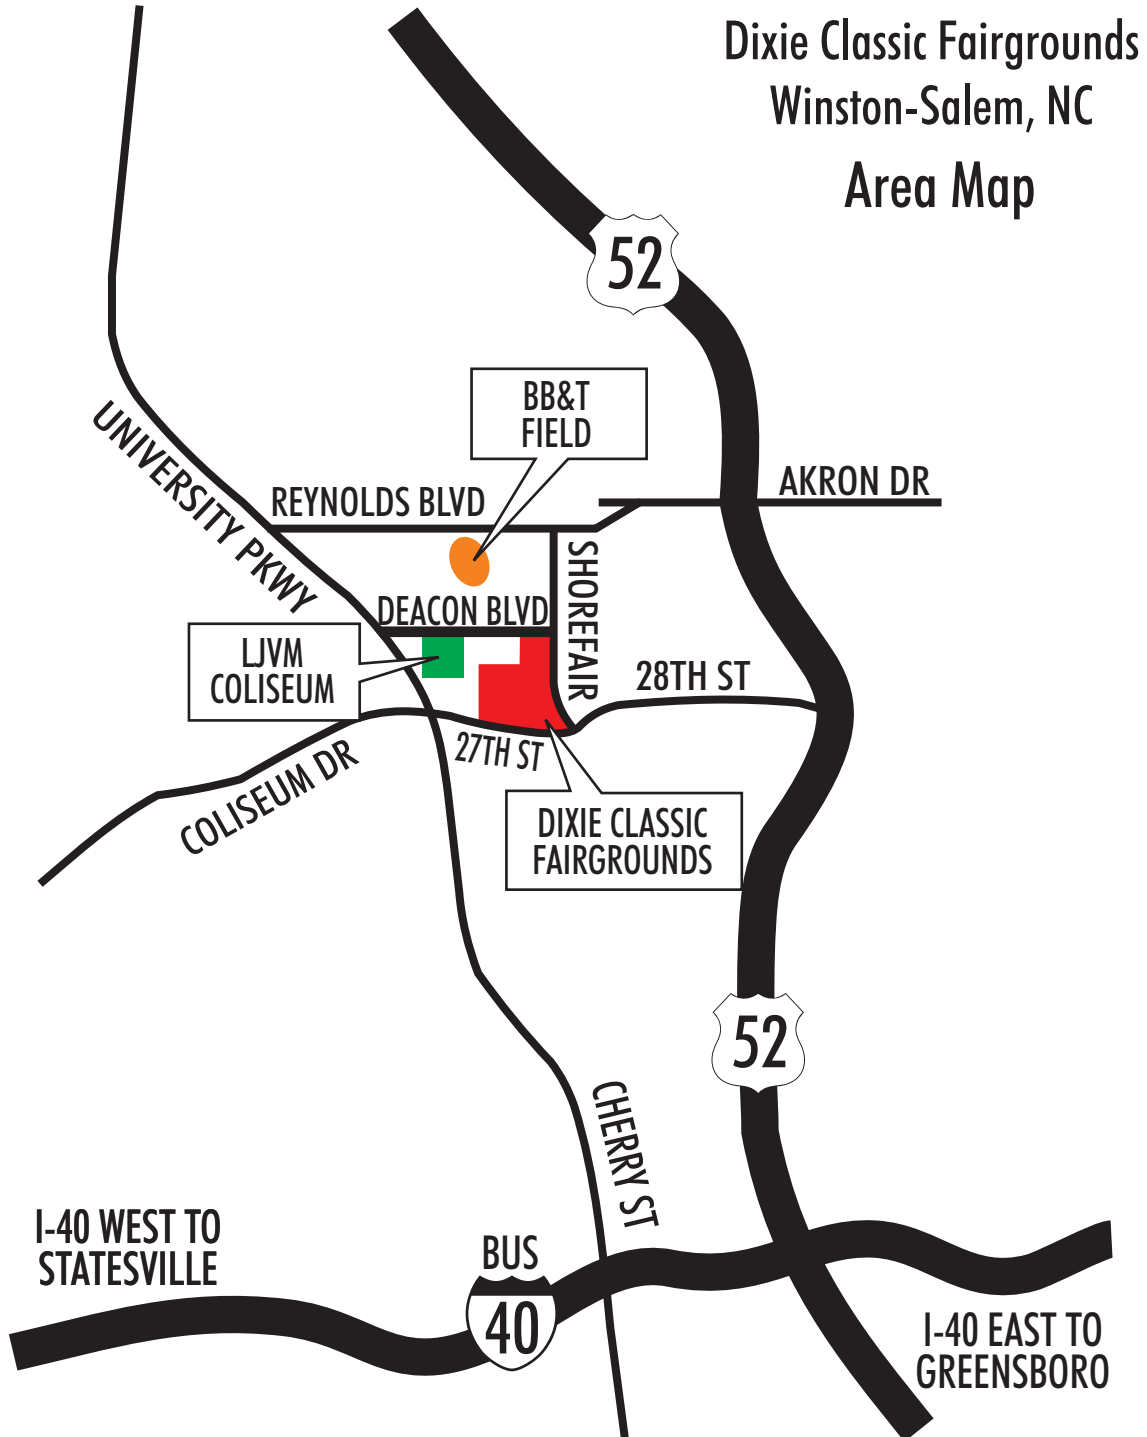 Dixie Classic Fairgrounds
Winston-Salem, NC
Area Map
52
BB&T
FIELD
UNIVERSITY PKWY
REYNOLDS BLVD
AKRON DR
SHOREFAIR
DEACON BLVD
LJVM
COLISEUM
28TH ST
27TH ST
COLISEUM DR
DIXIE CLASSIC
FAIRGROUNDS
52
CHERRY ST
I-40 WEST TO
STATESVILLE
BUS
40
I-40 EAST TO
GREENSBORO